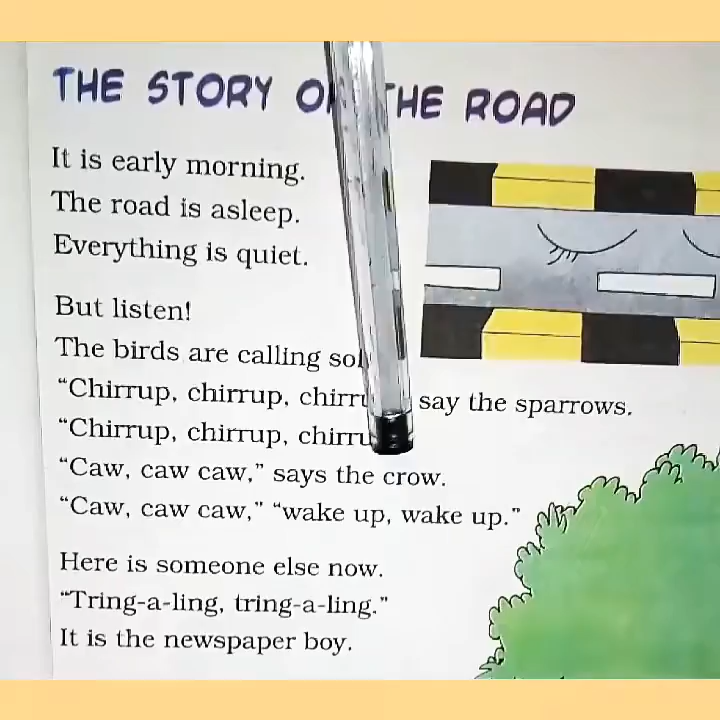 THE STORY THE ROAD
It is early morning.
The road is asleep.
Everything is quiet.
But listen!
The birds are calling
“Chirrup, chirrup, say the sparrows.
“Chirrup, chirrup,
“Caw, caw caw,” says the crow.
“Caw, caw caw,” “wake up, wake up.”
Here is someone else now.
“Tring-a-ling, tring-a-ling.”
It is the newspaper boy.